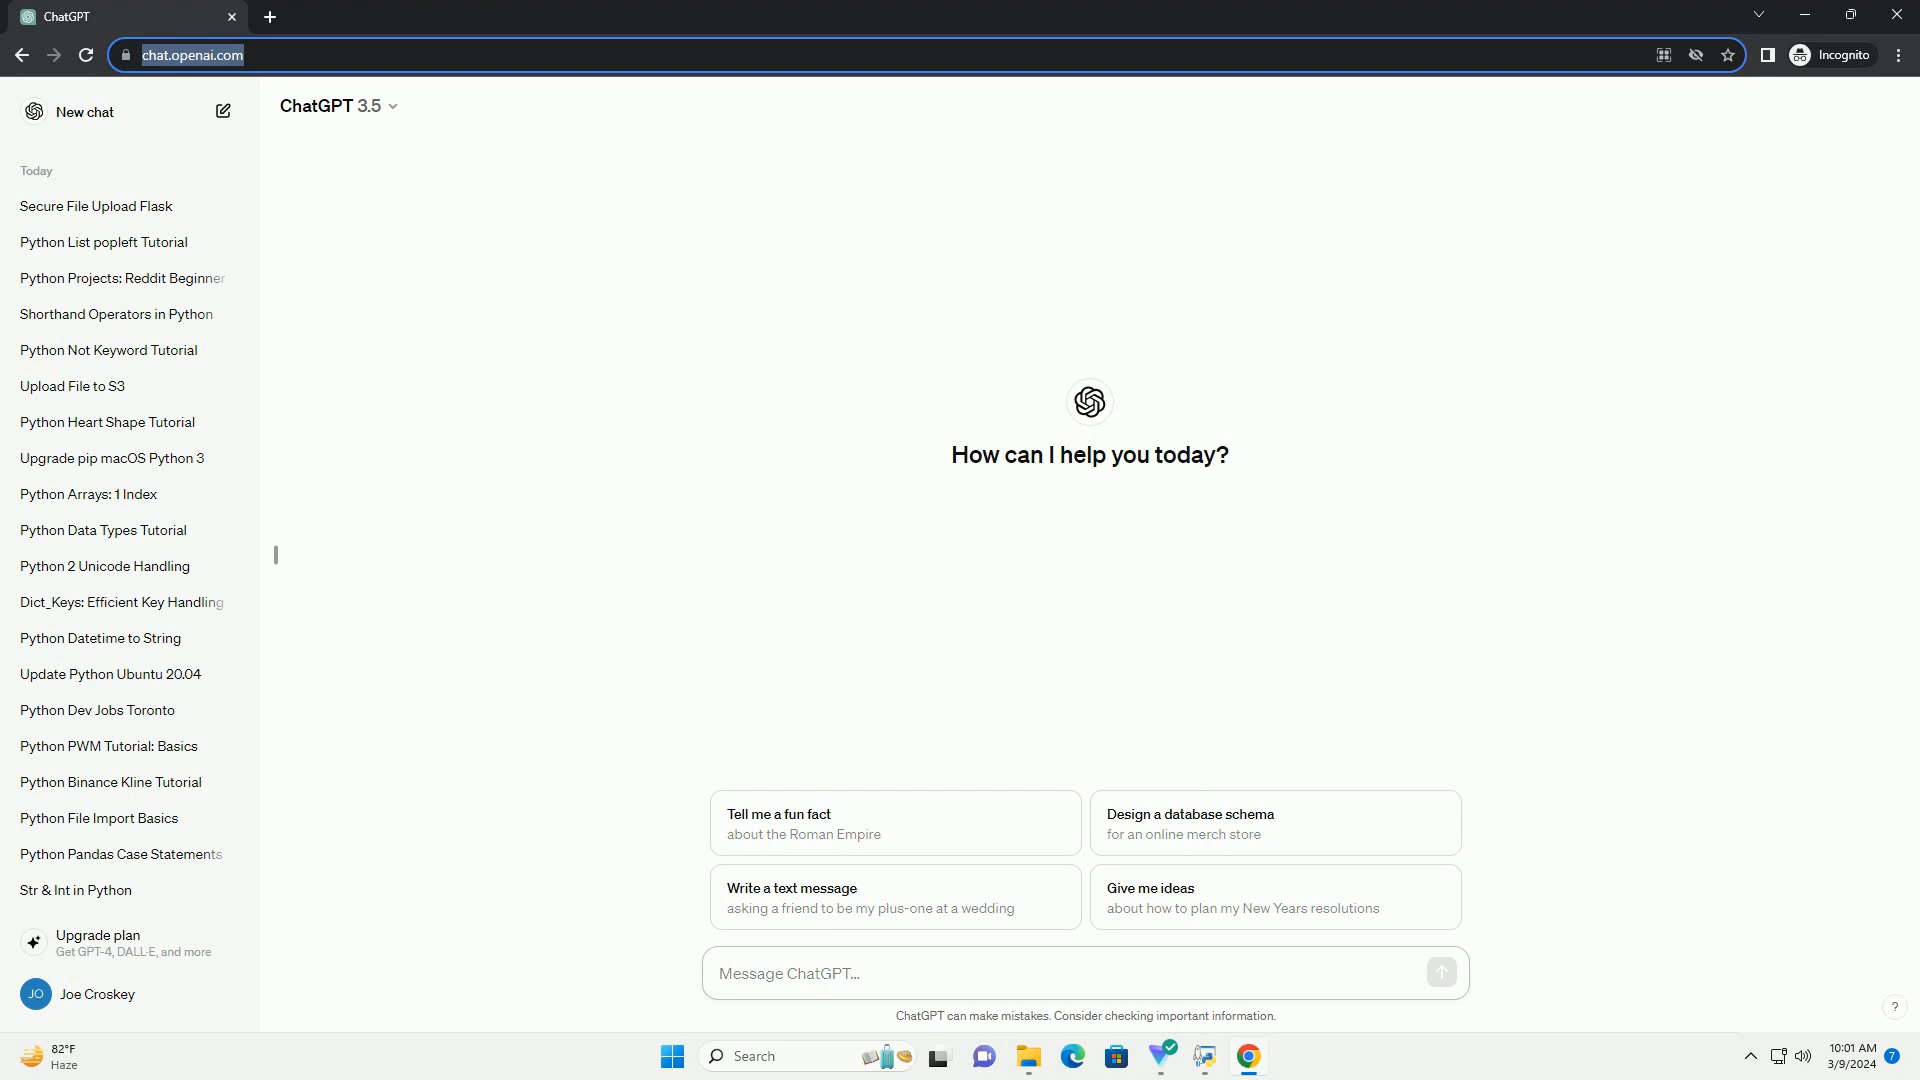 ChatGPT
chat.openai.com
Incognito
New chat
ChatGPT 3.5
Today
Secure File Upload Flask
Python List popleft Tutorial
Python Projects: Reddit Beginner
Shorthand Operators in Python
Python Not Keyword Tutorial
Upload File to S3
Python Heart Shape Tutorial
Upgrade pip macOS Python 3
Python Arrays: 1 Index
Python Data Types Tutorial
Python 2 Unicode Handling
Dict_Keys: Efficient Key Handling
Python Datetime to String
Update Python Ubuntu 20.04
Python Dev Jobs Toronto
Python PWM Tutorial: Basics
Python Binance Kline Tutorial
Python File Import Basics
Python Pandas Case Statements
Str & Int in Python
Upgrade plan
Get GPT-4, DALL·E, and more
JO
Joe Croskey
How can I help you today?
Tell me a fun fact
about the Roman Empire
Design a database schema
for an online merch store
Write a text message
asking a friend to be my plus-one at a wedding
Give me ideas
about how to plan my New Years resolutions
Message ChatGPT...
ChatGPT can make mistakes. Consider checking important information.
?
82°F
Haze
Search
10:01 AM
3/9/2024
7